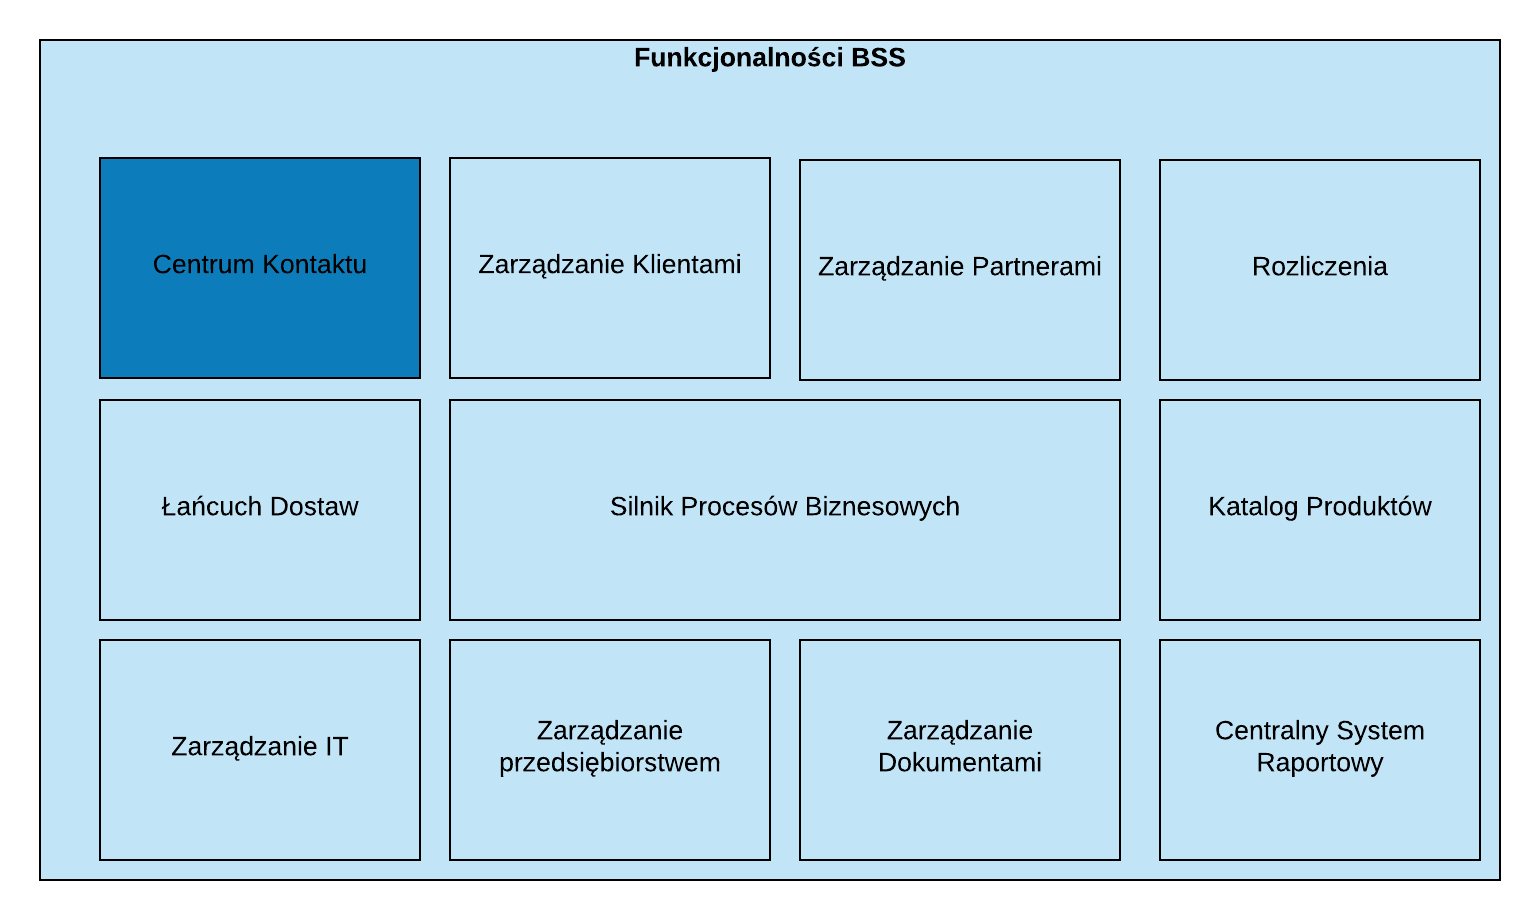 Funkcjonalności BSS
Centrum Kontaktu
Zarządzanie Klientami
Zarządzanie Partnerami
Rozliczenia
Łańcuch Dostaw
Silnik Procesów Biznesowych
Katalog Produktów
Zarządzanie IT
Zarządzanie
przedsiębiorstwem
Zarządzanie
Dokumentami
Centralny System
Raportowy